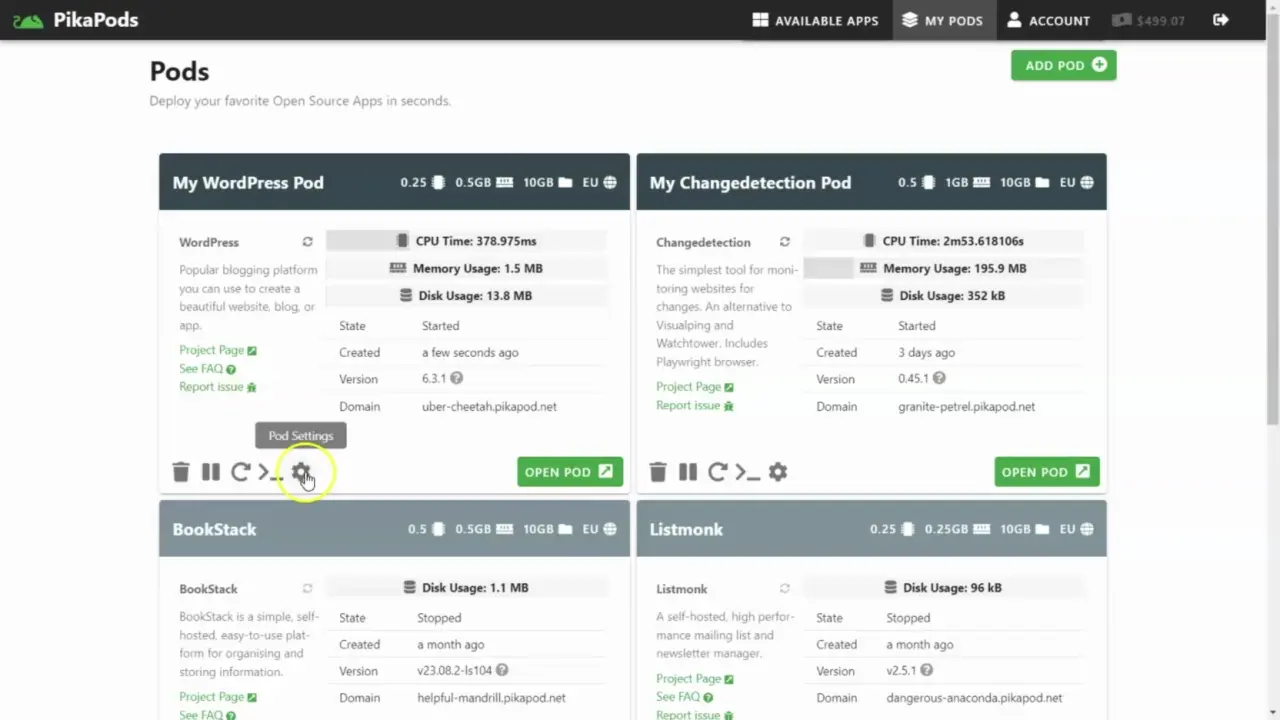 PikaPods
AVAILABLE APPS
MY PODS
ACCOUNT
$499.07
Pods
ADD POD
Deploy your favorite Open Source Apps in seconds.
My WordPress Pod
0.25 0.5GB 10GB EU
WordPress
CPU Time: 378.975ms
Popular blogging platform
you can use to create a
beautiful website, blog, or
app.
Memory Usage: 1.5 MB
Disk Usage: 13.8 MB
State Started
Created a few seconds ago
Version 6.3.1
Domain uber-cheetah.pikapod.net
Project Page
See FAQ
Report issue
Pod Settings
OPEN POD
My Changedetection Pod
0.5 1GB 10GB EU
Changedetection
CPU Time: 2m53.618106s
The simplest tool for moni-
toring websites for
changes. An alternative to
Visualping and
Watchtower. Includes
Playwright browser.
Memory Usage: 195.9 MB
Disk Usage: 352 kB
State Started
Created 3 days ago
Version 0.45.1
Domain granite-petrel.pikapod.net
Project Page
Report issue
OPEN POD
BookStack
0.5 0.5GB 10GB EU
BookStack
Disk Usage: 1.1 MB
BookStack is a simple, self-
hosted, easy-to-use plat-
form for organising and
storing information.
State Stopped
Created a month ago
Version v23.08.2-ls104
Domain helpful-mandrill.pikapod.net
Project Page
See FAQ
Listmonk
0.25 0.25GB 10GB EU
Listmonk
Disk Usage: 96 kB
A self-hosted, high perfor-
mance mailing list and
newsletter manager.
State Stopped
Created a month ago
Version v2.5.1
Domain dangerous-anaconda.pikapod.net
Project Page
See FAQ
Report issue